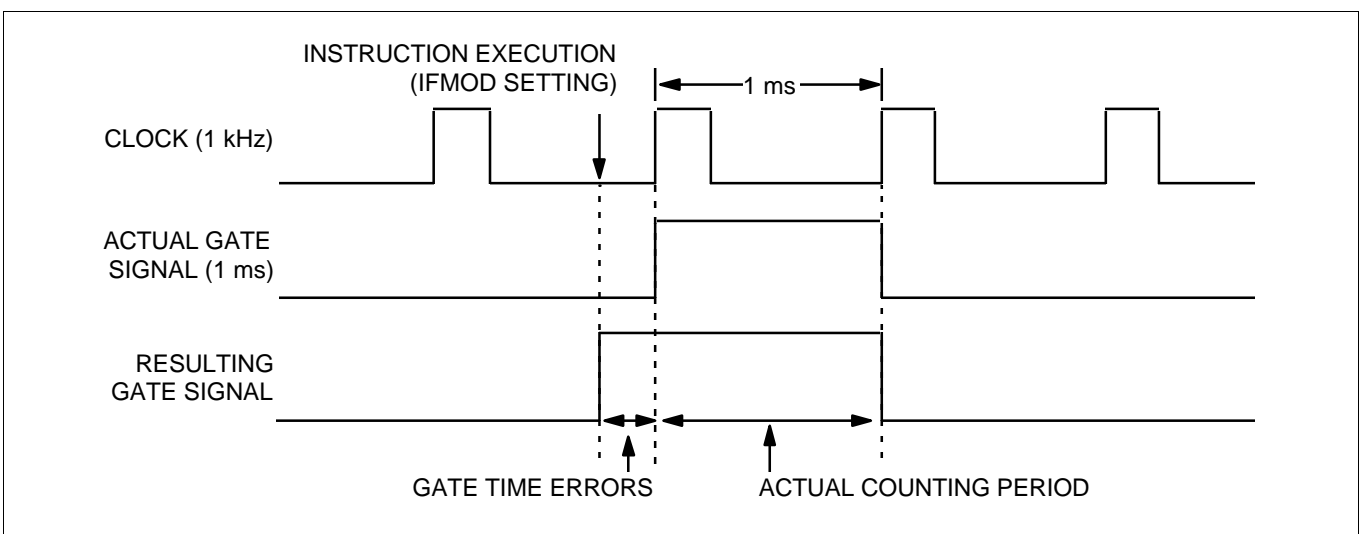 INSTRUCTION EXECUTION
(IFMOD SETTING)
1 ms
CLOCK (1 kHz)
ACTUAL GATE
SIGNAL (1 ms)
RESULTING
GATE SIGNAL
GATE TIME ERRORS
ACTUAL COUNTING PERIOD